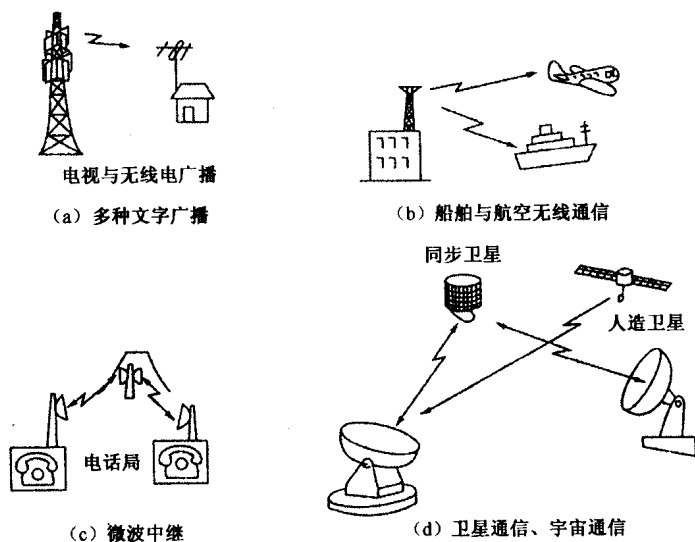 电视与无线电广播
(a) 多种文字广播
(b) 船舶与航空无线通信
同步卫星
人造卫星
电话局
(c) 微波中继
(d) 卫星通信、宇宙通信